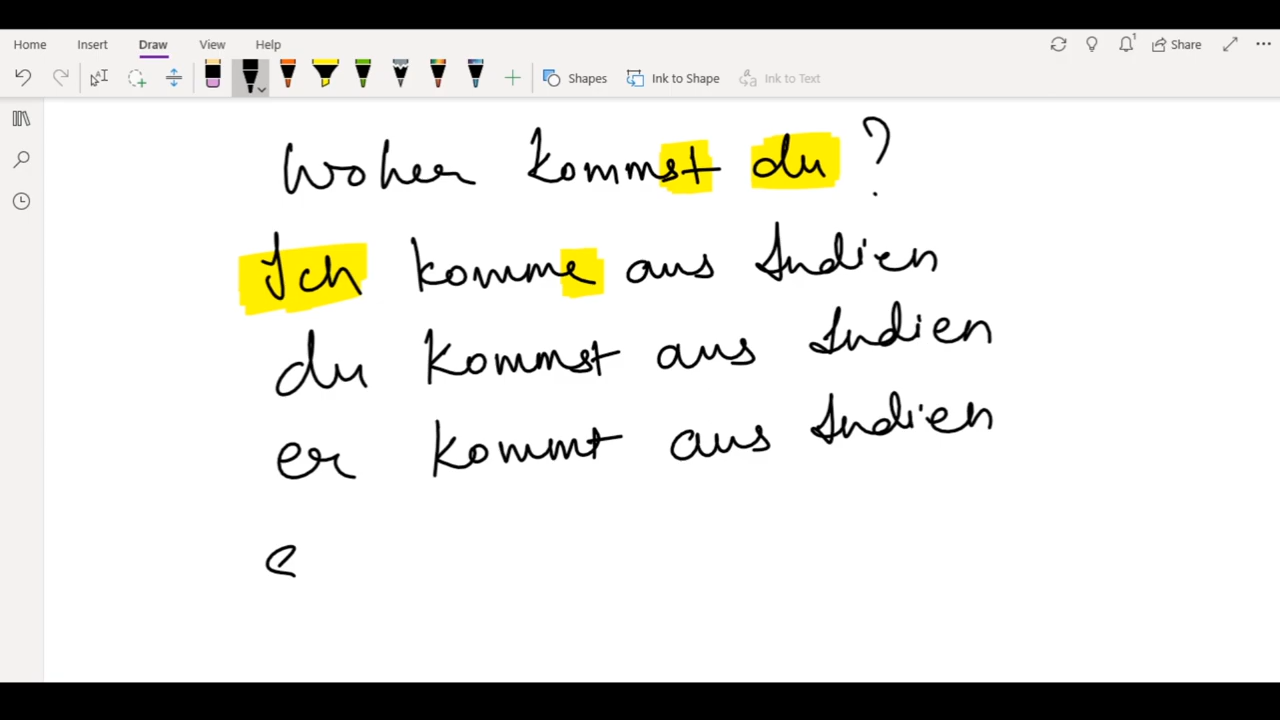 Home Insert Draw View Help
Share
Shapes Ink to Shape Ink to Text
Woher kommst du ?
Ich komme aus Indien
du kommst aus Indien
er kommt aus Indien
e